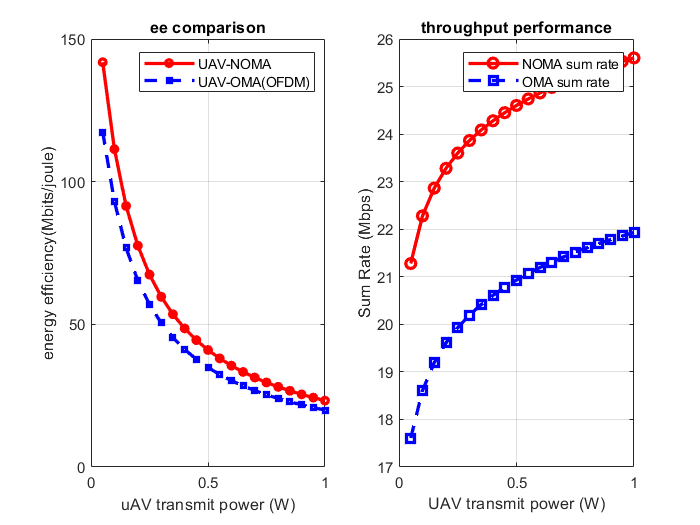 ee comparison
UAV-NOMA
UAV-OMA(OFDM)
150
100
50
0
energy efficiency(Mbits/joule)
0
0.5
1
uAV transmit power (W)
throughput performance
NOMA sum rate
OMA sum rate
26
25
24
23
22
21
20
19
18
17
Sum Rate (Mbps)
0
0.5
1
UAV transmit power (W)